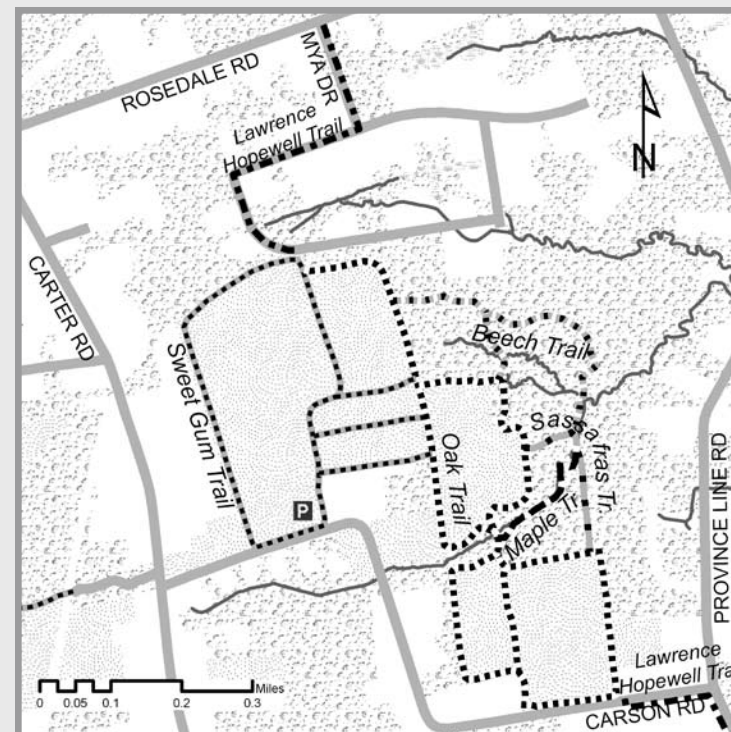 ROSEDALE RD
MYA DR
Lawrence
Hopewell Trail
N
CARTER RD
Sweet Gum Trail
Beech Trail
Sassafras Tr.
Oak Trail
Maple Tr
P
PROVINCE LINE RD
Lawrence
Hopewell Trai
CARSON RD
0 0.05 0.1 0.2 0.3 Miles